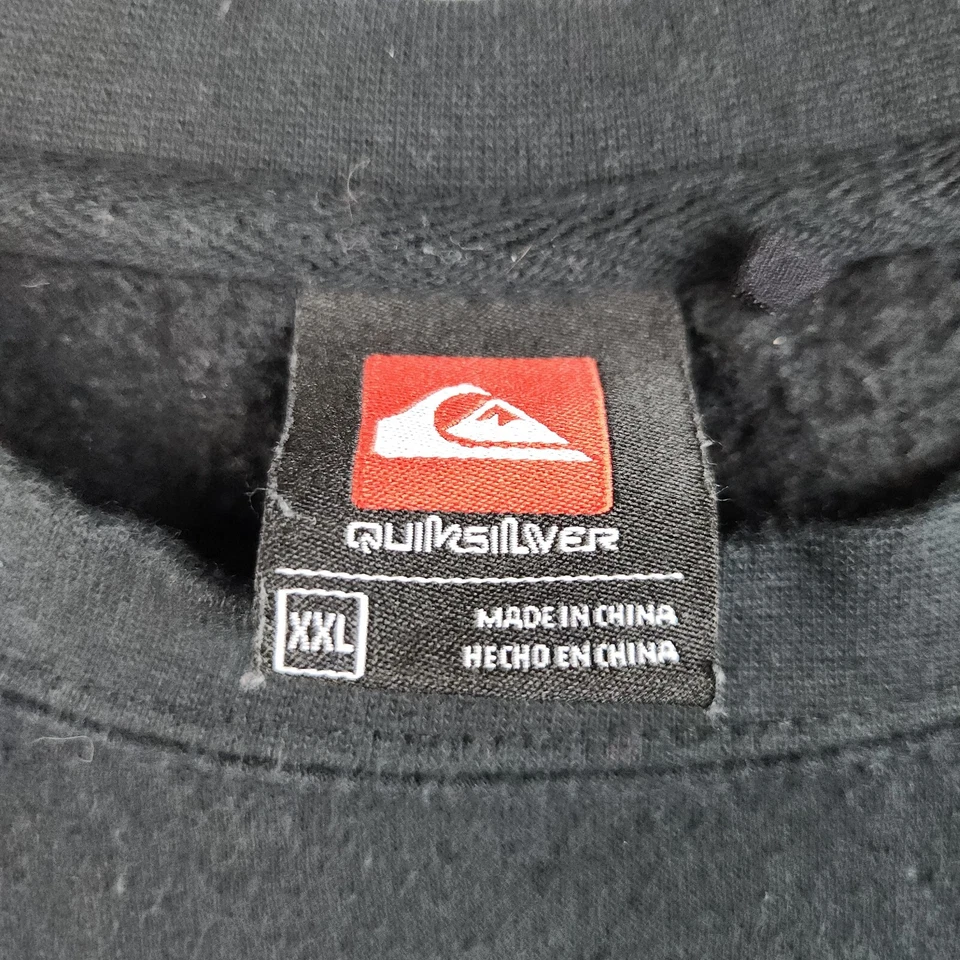 QUIKSILVER
XXL
MADE IN CHINA
HECHO EN CHINA